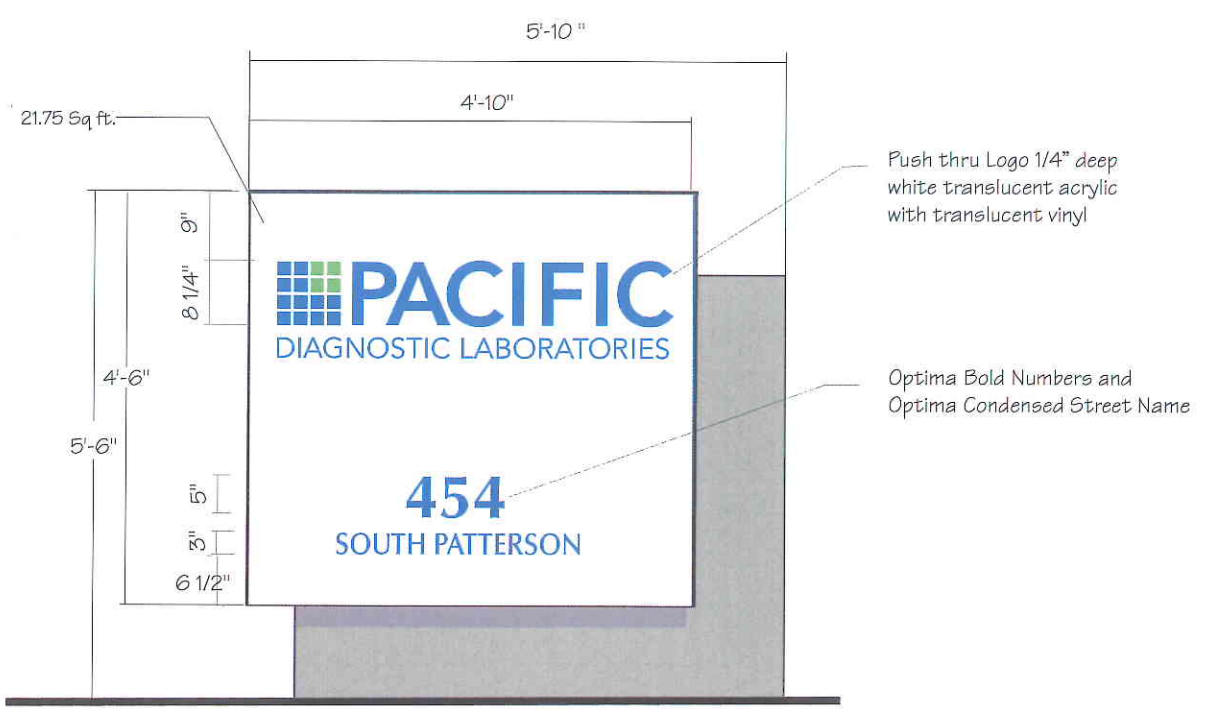 5'-10 "
4'-10"
21.75 Sq ft.
Push thru Logo 1/4" deep
white translucent acrylic
with translucent vinyl
9"
8 1/4"
PACIFIC
DIAGNOSTIC LABORATORIES
4'-6"
Optima Bold Numbers and
Optima Condensed Street Name
5'-6"
5"
454
3"
SOUTH PATTERSON
6 1/2"